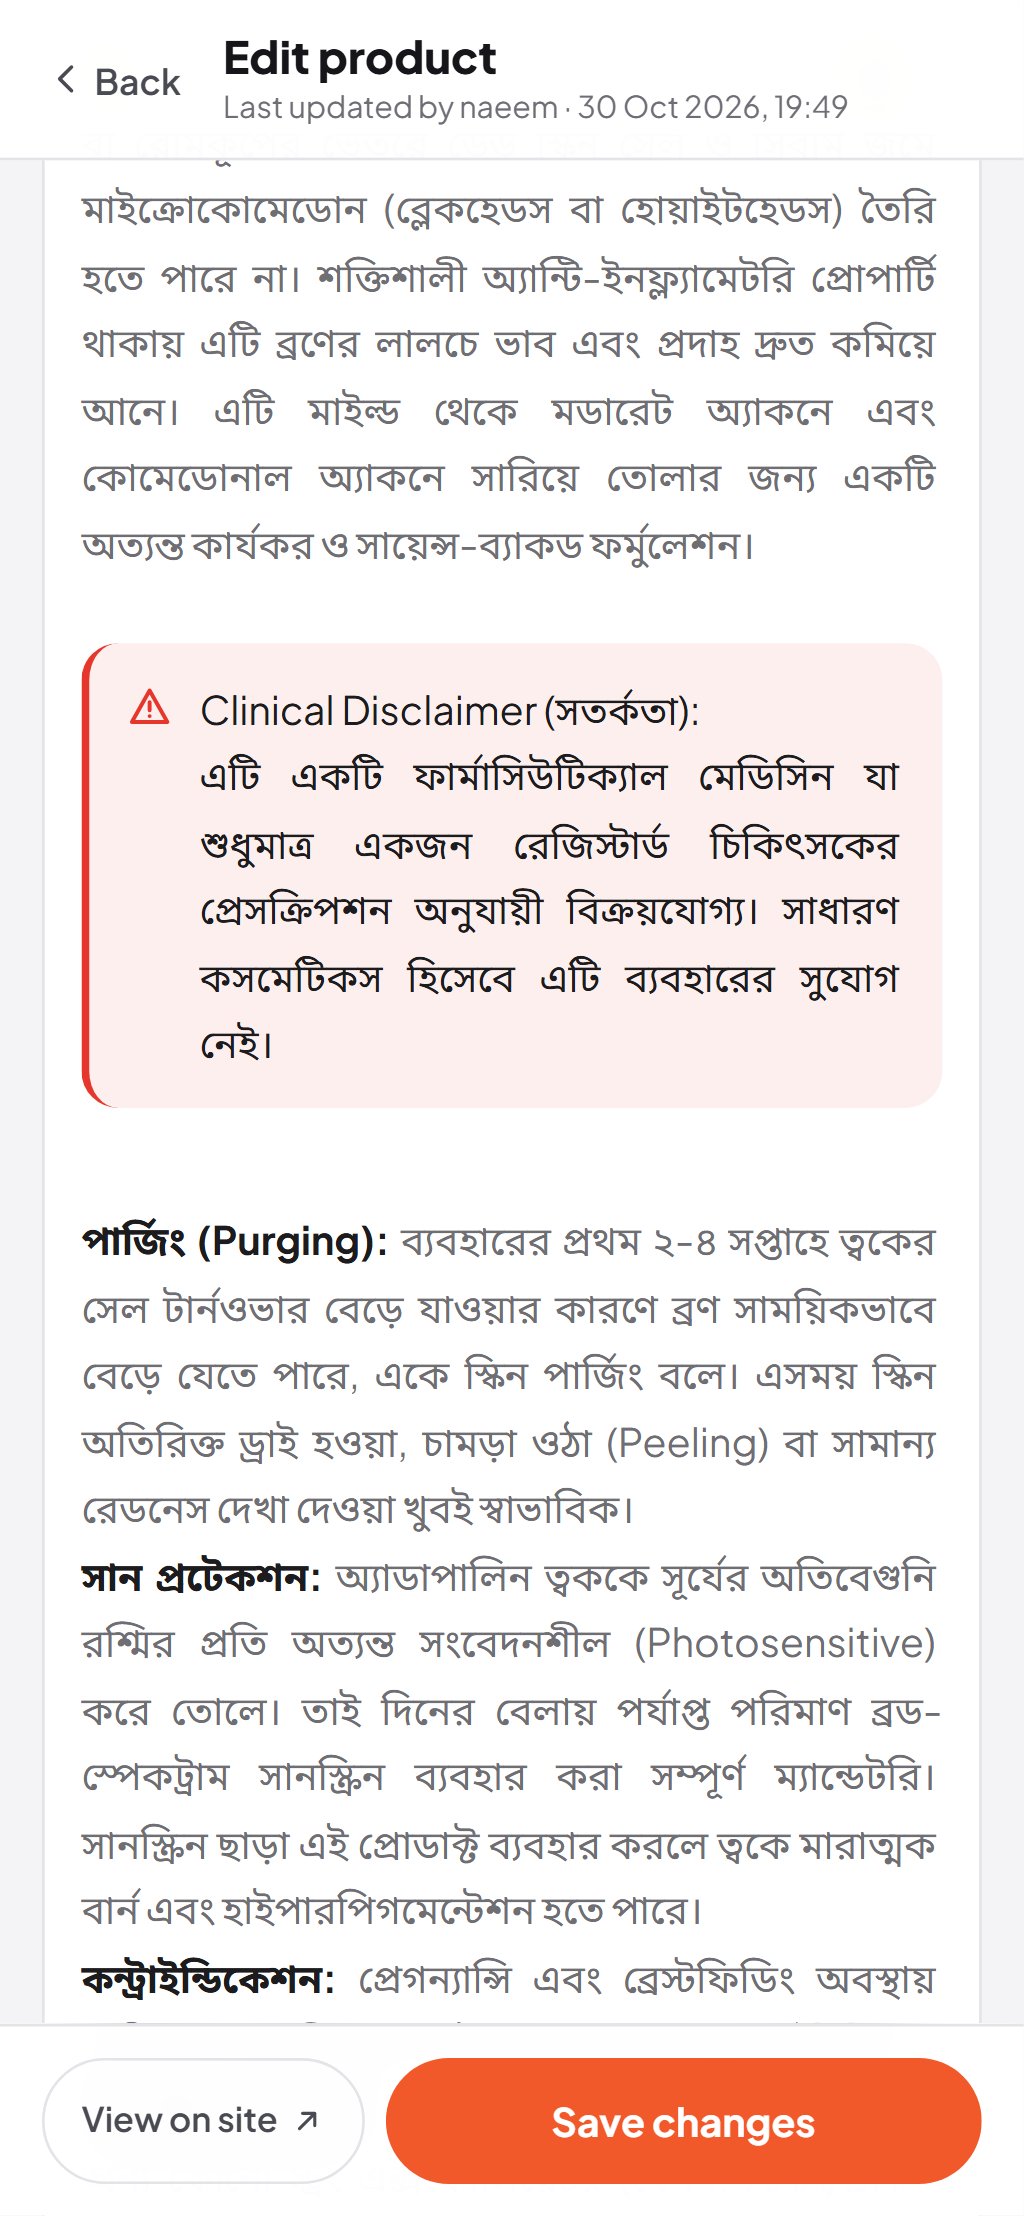 Back
Edit product
Last updated by naeem · 30 Oct 2026, 19:49
বা রোমকূপের ভেতরে ডেড স্কিন সেল ও সিবাম জমে
মাইক্রোকোমেডোন (ব্লেকহেডস বা হোয়াইটহেডস) তৈরি
হতে পারে না। শক্তিশালী অ্যান্টি-ইনফ্ল্যামেটরি প্রোপার্টি
থাকায় এটি ব্রণের লালচে ভাব এবং প্রদাহ দ্রুত কমিয়ে
আনে। এটি মাইল্ড থেকে মডারেট অ্যাকনে এবং
কোমেডোনাল অ্যাকনে সারিয়ে তোলার জন্য একটি
অত্যন্ত কার্যকর ও সায়েন্স-ব্যাকড ফর্মুলেশন।
Clinical Disclaimer (সতর্কতা):
এটি একটি ফার্মাসিউটিক্যাল মেডিসিন যা
শুধুমাত্র একজন রেজিস্টার্ড চিকিৎসকের
প্রেসক্রিপশন অনুযায়ী বিক্রয়যোগ্য। সাধারণ
কসমেটিকস হিসেবে এটি ব্যবহারের সুযোগ
নেই।
পার্জিং (Purging): ব্যবহারের প্রথম ২-৪ সপ্তাহে ত্বকের
সেল টার্নওভার বেড়ে যাওয়ার কারণে ব্রণ সাময়িকভাবে
বেড়ে যেতে পারে, একে স্কিন পার্জিং বলে। এসময় স্কিন
অতিরিক্ত ড্রাই হওয়া, চামড়া ওঠা (Peeling) বা সামান্য
রেডনেস দেখা দেওয়া খুবই স্বাভাবিক।
সান প্রটেকশন: অ্যাডাপালিন ত্বককে সূর্যের অতিবেগুনি
রশ্মির প্রতি অত্যন্ত সংবেদনশীল (Photosensitive)
করে তোলে। তাই দিনের বেলায় পর্যাপ্ত পরিমাণ ব্রড-
স্পেকট্রাম সানস্ক্রিন ব্যবহার করা সম্পূর্ণ ম্যান্ডেটরি।
সানস্ক্রিন ছাড়া এই প্রোডাক্ট ব্যবহার করলে ত্বকে মারাত্মক
বার্ন এবং হাইপারপিগমেন্টেশন হতে পারে।
কন্ট্রাইন্ডিকেশন: প্রেগন্যান্সি এবং ব্রেস্টফিডিং অবস্থায়
View on site
Save changes